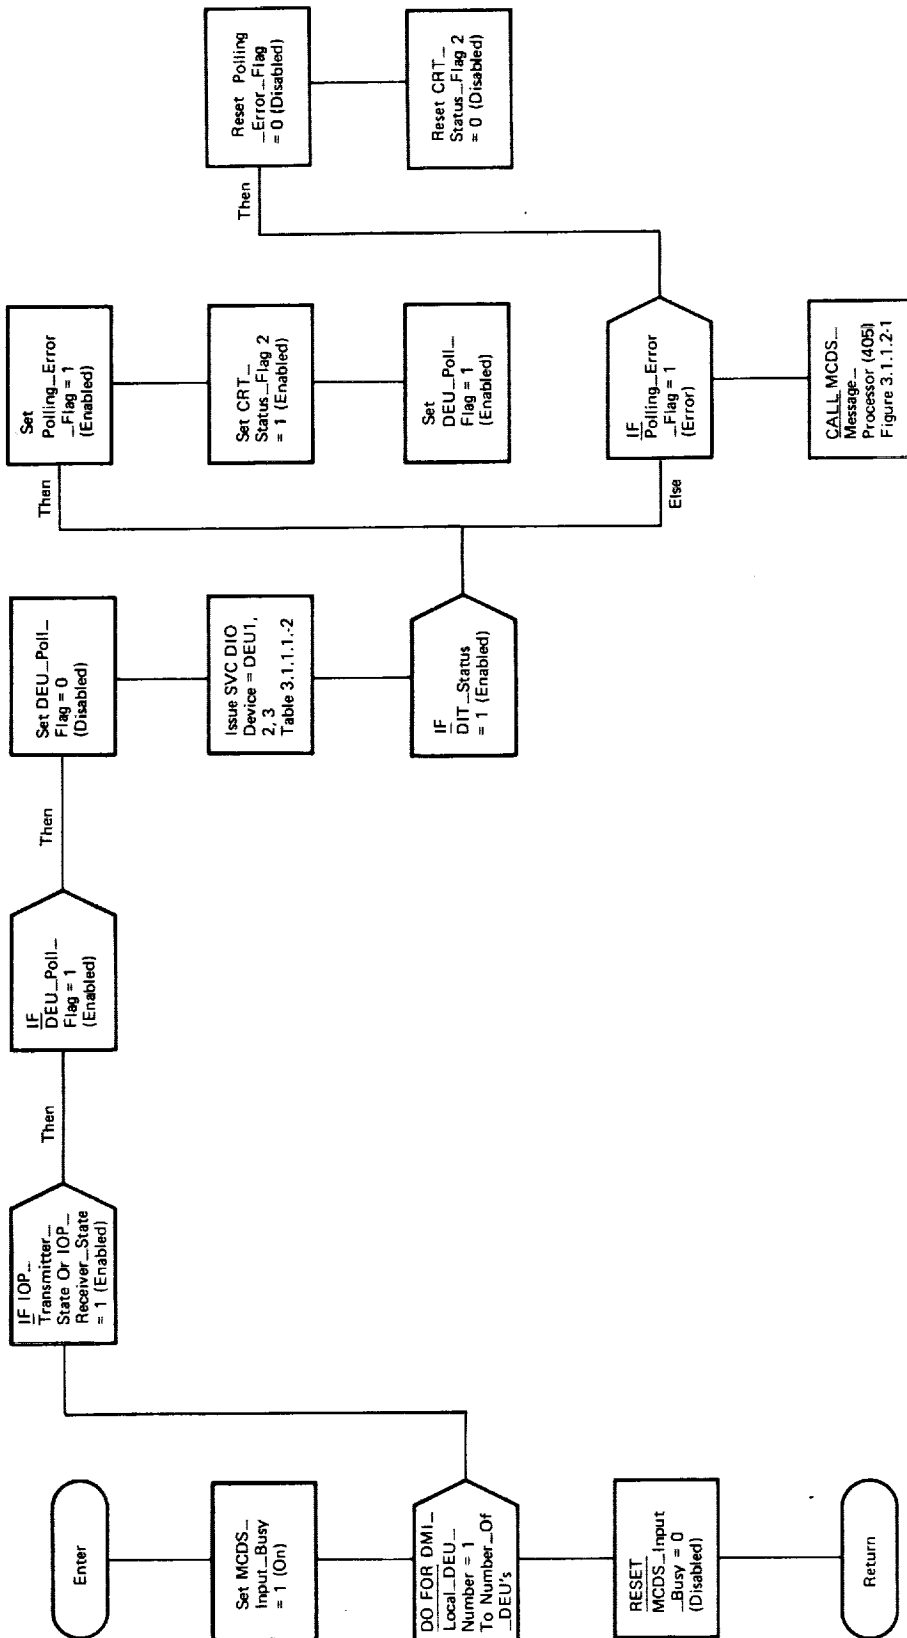 Enter
Set MCDS_
Input_Busy
= 1 (On)
DO FOR DMI_
Local_DEU_
Number = 1
To Number_Of
_DEU's
RESET
MCDS_Input
_Busy = 0
(Disabled)
Return
IF IOP_
Transmitter_
State Or IOP_
Receiver_State
= 1 (Enabled)
Then
IF
DEU_Poll_
Flag = 1
(Enabled)
Then
Set DEU_Poll_
Flag = 0
(Disabled)
Issue SVC DIO
Device = DEU1,
2, 3
Table 3.1.1.1.-2
IF
DIT_Status
= 1 (Enabled)
Then
Set
Polling_Error
_Flag = 1
(Enabled)
Set CRT_
Status_Flag 2
= 1 (Enabled)
Set
DEU_Poll_
Flag = 1
(Enabled)
Else
IF
Polling_Error
_Flag = 1
(Error)
CALL MCDS_
Message_
Processor (405)
Figure 3.1.1.2-1
Then
Reset Polling
_Error_Flag
= 0 (Disabled)
Reset CRT_
Status_Flag 2
= 0 (Disabled)